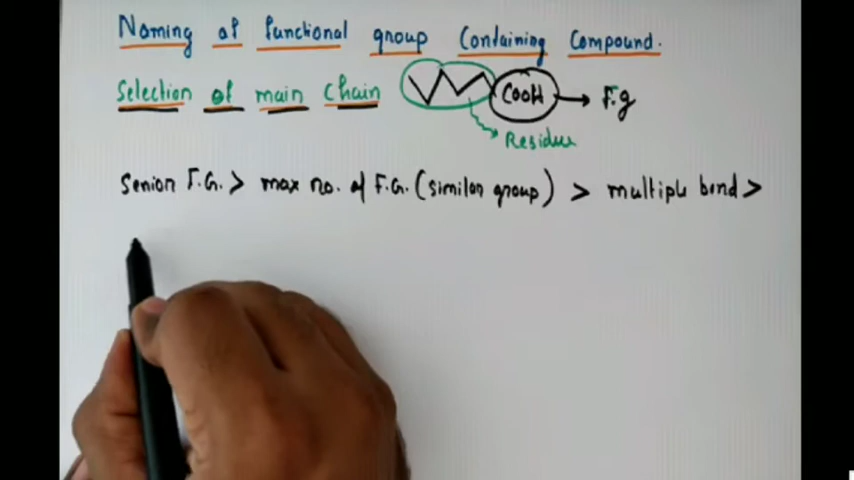 Naming of functional group Containing Compound.
Selection of main Chain
COOH → F.g
Residue
Senior F.G. > max no. of F.G. (similar group) > multiple bond >